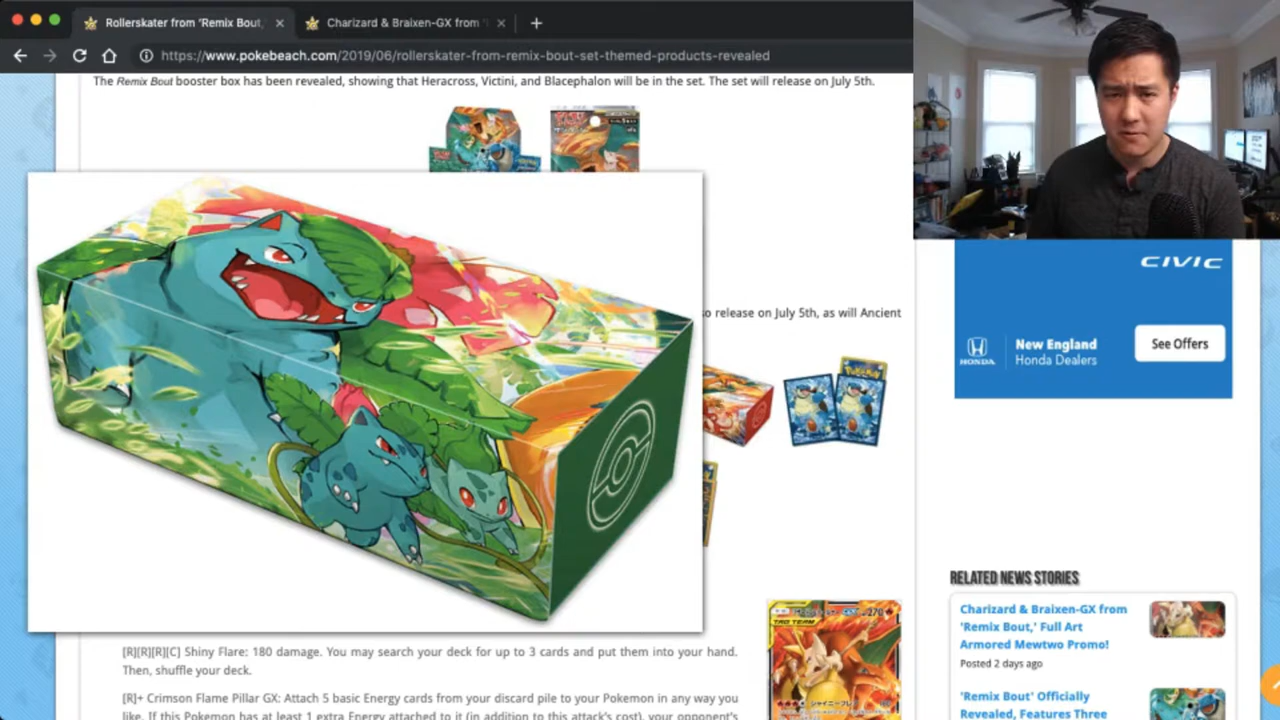 Rollerskater from 'Remix Bout,
Charizard & Braixen-GX from
https://www.pokebeach.com/2019/06/rollerskater-from-remix-bout-set-themed-products-revealed
The Remix Bout booster box has been revealed, showing that Heracross, Victini, and Blacephalon will be in the set. The set will release on July 5th.
so release on July 5th, as will Ancient
CIVIC
HONDA
New England
Honda Dealers
See Offers
Pokémon
RELATED NEWS STORIES
Charizard & Braixen-GX from
'Remix Bout,' Full Art
Armored Mewtwo Promo!
Posted 2 days ago
'Remix Bout' Officially
Revealed, Features Three
TAG TEAM
270
[R][R][R][C] Shiny Flare: 180 damage. You may search your deck for up to 3 cards and put them into your hand.
Then, shuffle your deck.
[R]+ Crimson Flame Pillar GX: Attach 5 basic Energy cards from your discard pile to your Pokemon in any way you
like. If this Pokemon has at least 1 extra Energy attached to it (in addition to this attack's cost), your opponent's